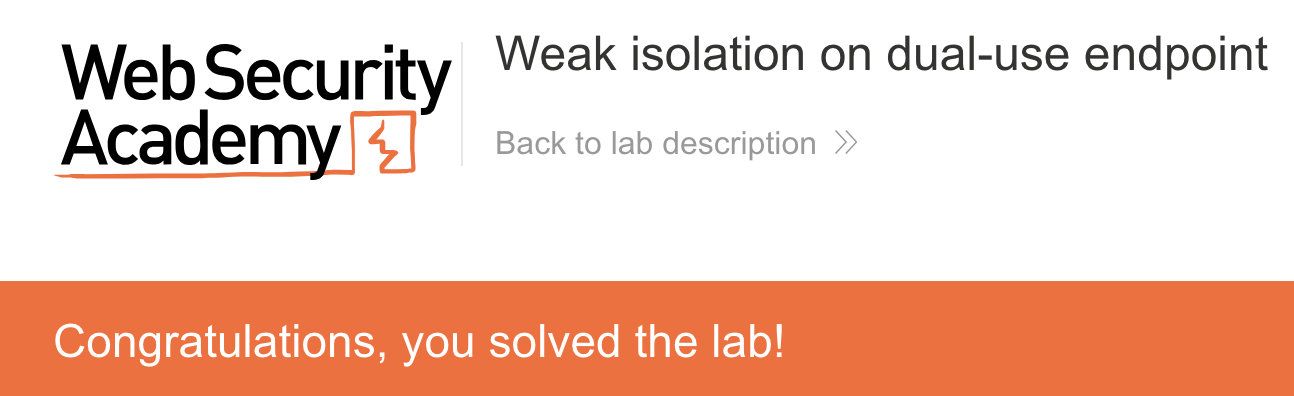 Web Security
Academy
Weak isolation on dual-use endpoint
Back to lab description
Congratulations, you solved the lab!